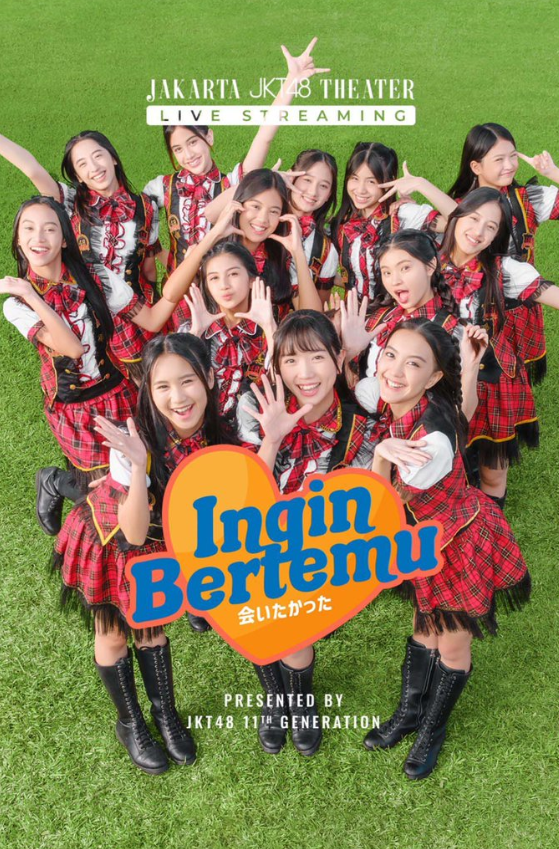 JAKARTA JKT48 THEATER
LIVE STREAMING
Ingin
Bertemu
会いたかった
PRESENTED BY
JKT48 11TH GENERATION